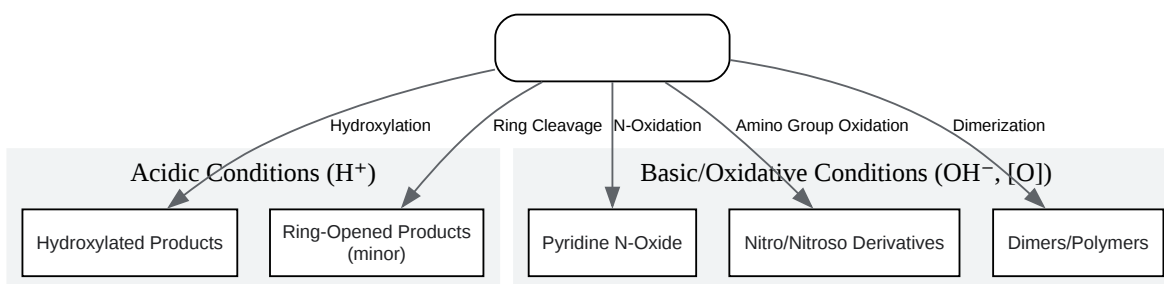 Hydroxylation
Ring Cleavage
N-Oxidation
Amino Group Oxidation
Dimerization
Acidic Conditions (H⁺)
Basic/Oxidative Conditions (OH⁻, [O])
Hydroxylated Products
Ring-Opened Products
(minor)
Pyridine N-Oxide
Nitro/Nitroso Derivatives
Dimers/Polymers